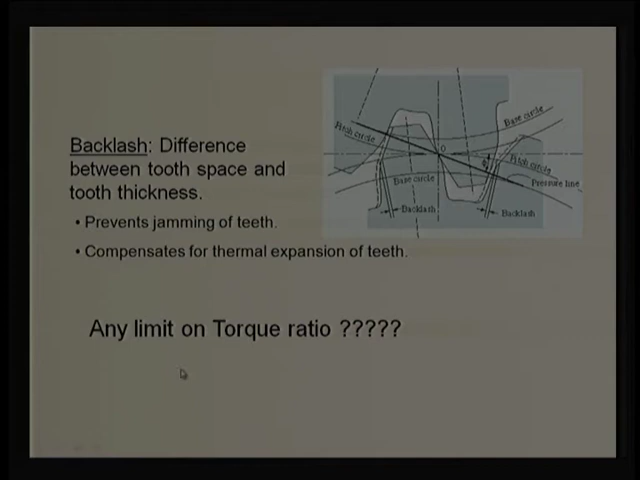 Backlash: Difference
between tooth space and
tooth thickness.
• Prevents jamming of teeth.
• Compensates for thermal expansion of teeth.
Any limit on Torque ratio ?????
Base circle
Pitch circle
O
Pitch circle
Base circle
Pressure line
Backlash
Backlash